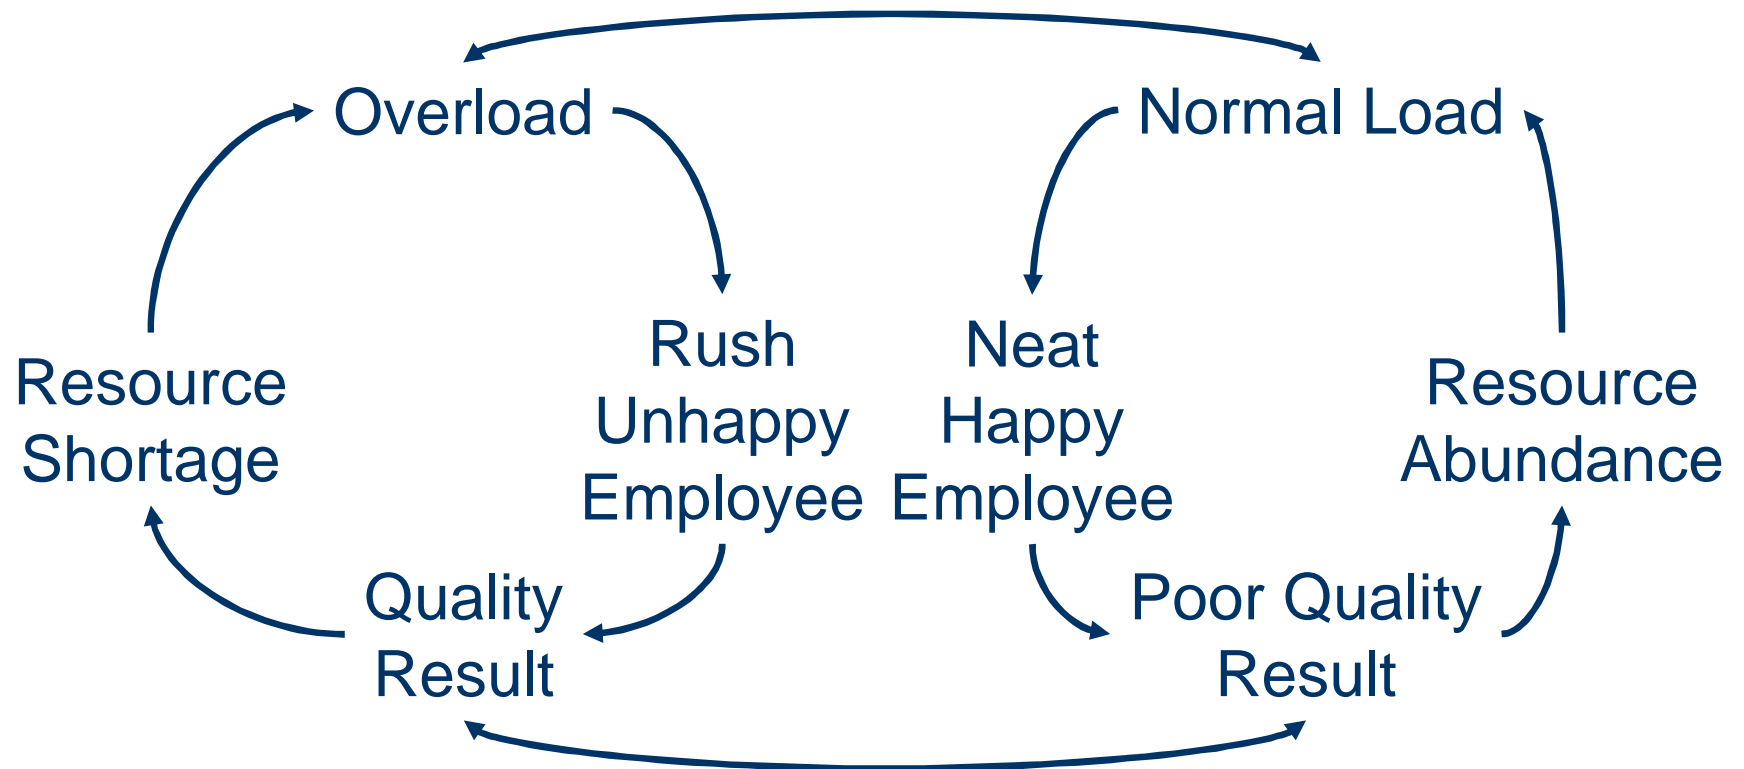 Overload
Normal Load
Resource
Shortage
Rush
Unhappy
Employee
Neat
Happy
Employee
Resource
Abundance
Quality
Result
Poor Quality
Result